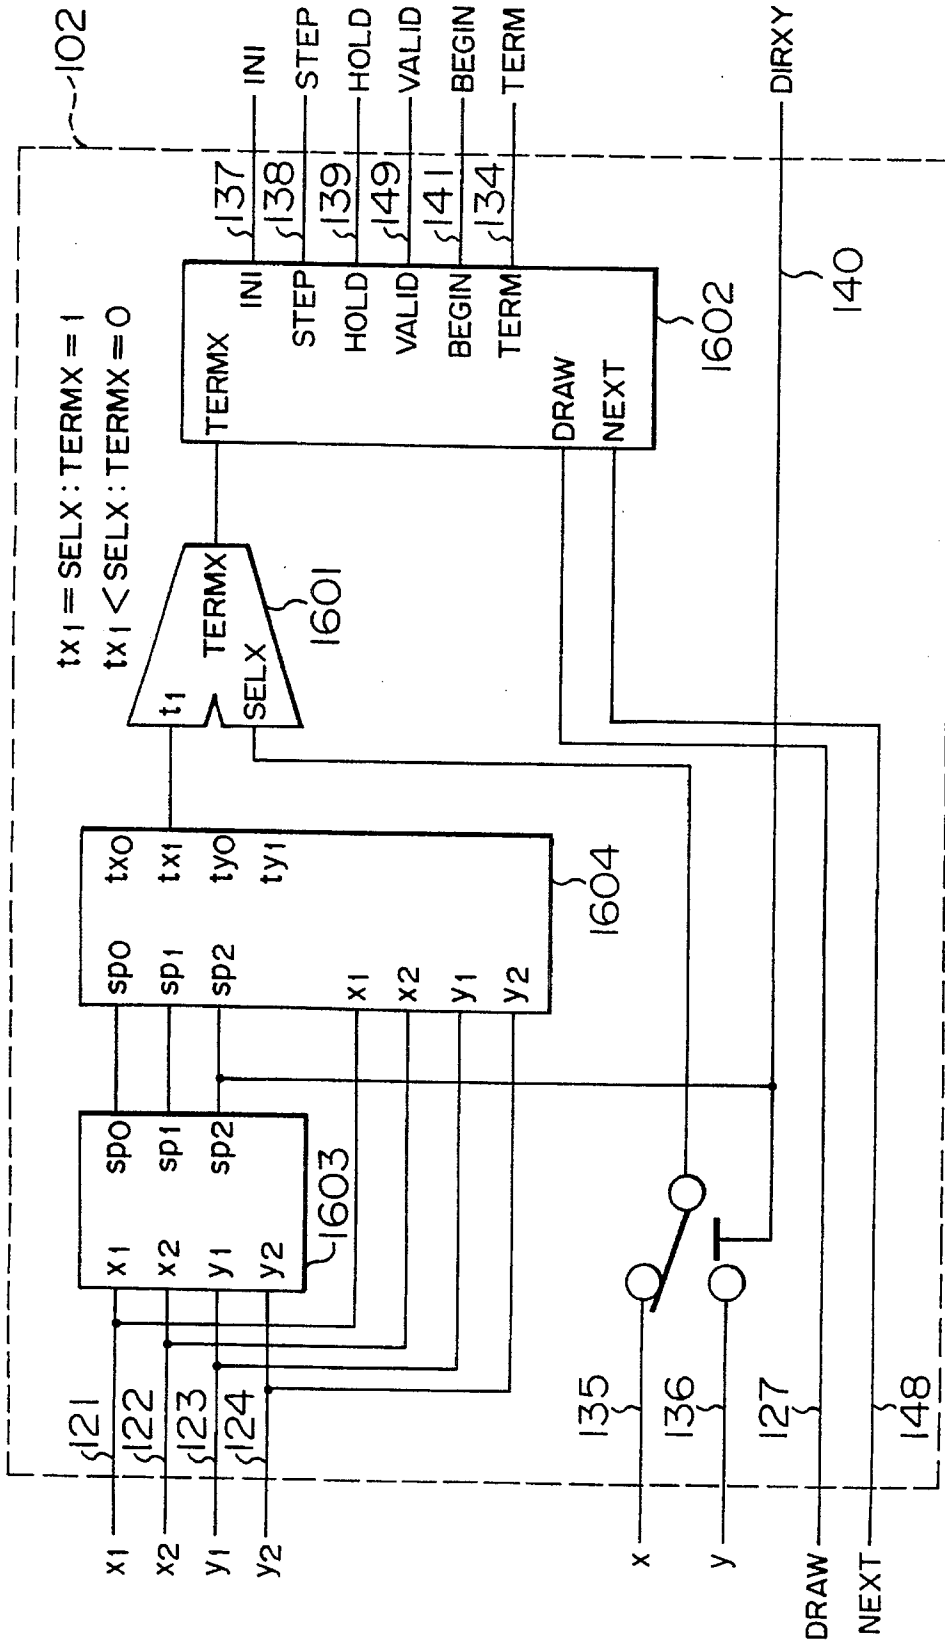 102
tx1 = SELX : TERMX = 1
tx1 < SELX : TERMX = 0
x1
x2
y1
y2
121
122
123
124
x1
x2
y1
y2
sp0
sp1
sp2
1603
sp0
sp1
sp2
x1
x2
y1
y2
tx0
tx1
ty0
ty1
1604
t1
SELX
TERMX
1601
TERMX
DRAW
NEXT
INI
STEP
HOLD
VALID
BEGIN
TERM
1602
137
138
139
149
141
134
INI
STEP
HOLD
VALID
BEGIN
TERM
x
y
DRAW
NEXT
135
136
127
148
140
DIRXY